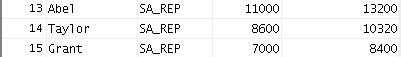 13 Abel SA_REP 11000 13200
14 Taylor SA_REP 8600 10320
15 Grant SA_REP 7000 8400